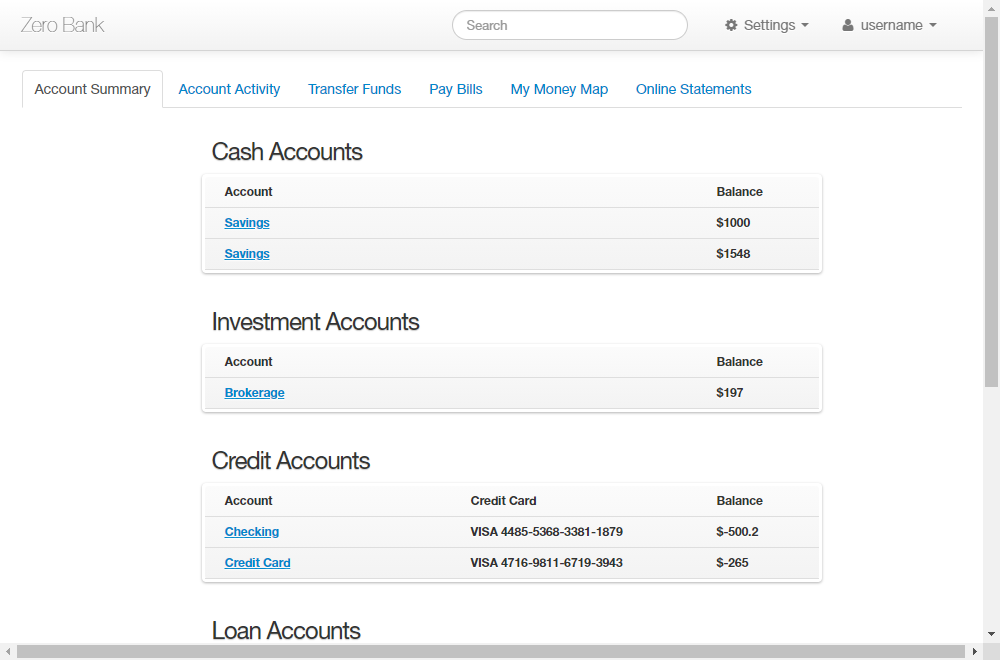 Zero Bank
Search
Settings
username
Account Summary
Account Activity
Transfer Funds
Pay Bills
My Money Map
Online Statements
Cash Accounts
Account Balance
Savings $1000
Savings $1548
Investment Accounts
Account Balance
Brokerage $197
Credit Accounts
Account Credit Card Balance
Checking VISA 4485-5368-3381-1879 $-500.2
Credit Card VISA 4716-9811-6719-3943 $-265
Loan Accounts